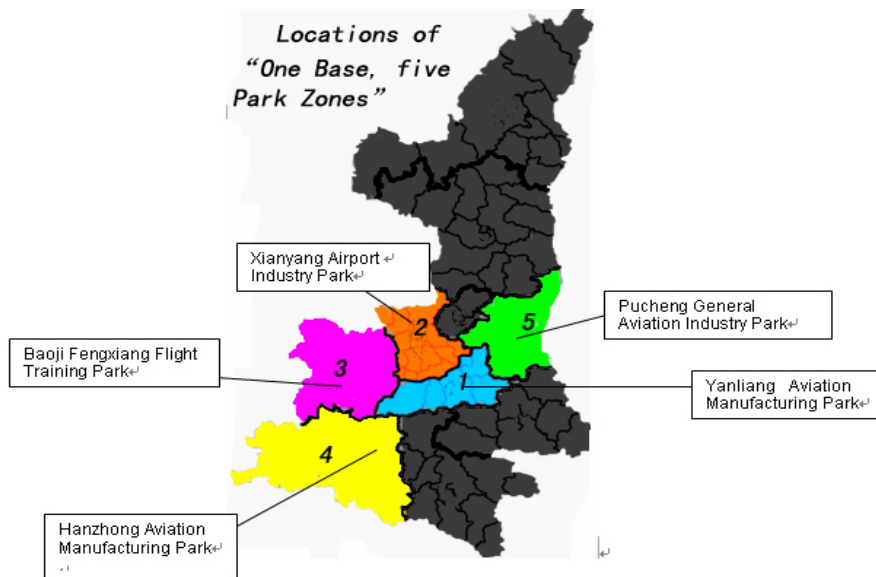 Locations of
“One Base, five
Park Zones”
Xianyang Airport
Industry Park
Pucheng General
Aviation Industry Park
Baoji Fengxiang Flight
Training Park
Yanliang Aviation
Manufacturing Park
Hanzhong Aviation
Manufacturing Park
2
5
3
1
4